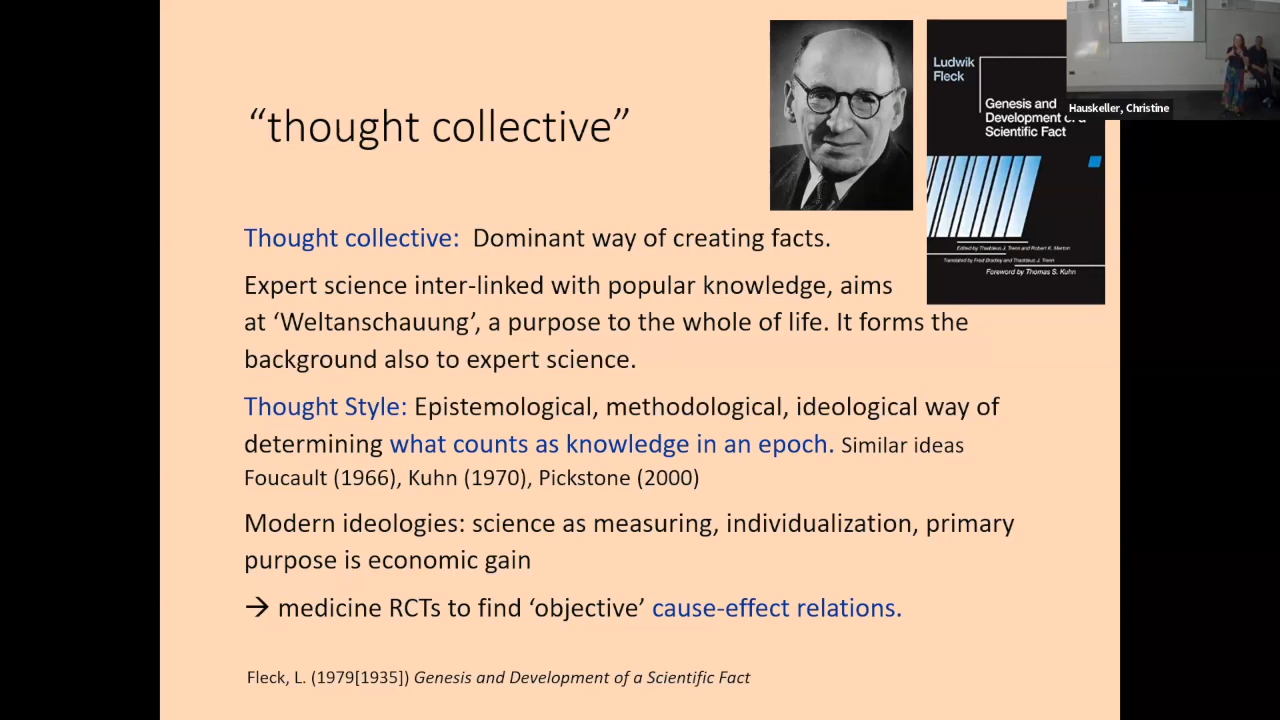 “thought collective”
Ludwik
Fleck
Genesis and
Development of a
Scientific Fact
Edited by Thaddeus J. Trenn and Robert K. Merton
Translated by Fred Bradley and Thaddeus J. Trenn
Foreword by Thomas S. Kuhn
Hauskeller, Christine
Thought collective: Dominant way of creating facts.
Expert science inter-linked with popular knowledge, aims
at ‘Weltanschauung’, a purpose to the whole of life. It forms the
background also to expert science.
Thought Style: Epistemological, methodological, ideological way of
determining what counts as knowledge in an epoch. Similar ideas
Foucault (1966), Kuhn (1970), Pickstone (2000)
Modern ideologies: science as measuring, individualization, primary
purpose is economic gain
→ medicine RCTs to find ‘objective’ cause-effect relations.
Fleck, L. (1979[1935]) Genesis and Development of a Scientific Fact